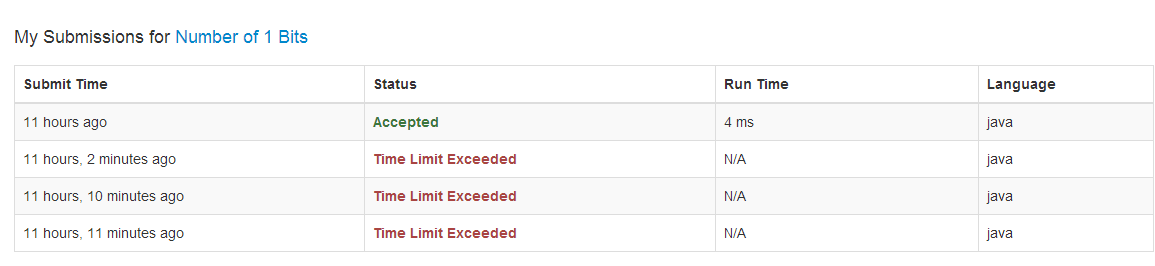 My Submissions for Number of 1 Bits
Submit Time Status Run Time Language
11 hours ago Accepted 4 ms java
11 hours, 2 minutes ago Time Limit Exceeded N/A java
11 hours, 10 minutes ago Time Limit Exceeded N/A java
11 hours, 11 minutes ago Time Limit Exceeded N/A java